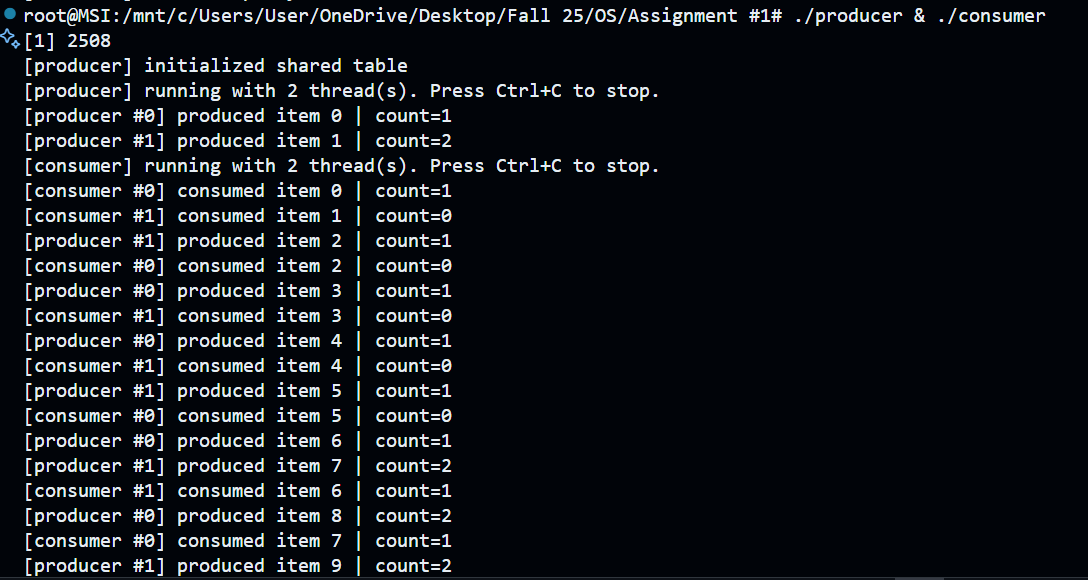 root@MSI:/mnt/c/Users/User/OneDrive/Desktop/Fall 25/OS/Assignment #1# ./producer & ./consumer
[1] 2508
[producer] initialized shared table
[producer] running with 2 thread(s). Press Ctrl+C to stop.
[producer #0] produced item 0 | count=1
[producer #1] produced item 1 | count=2
[consumer] running with 2 thread(s). Press Ctrl+C to stop.
[consumer #0] consumed item 0 | count=1
[consumer #1] consumed item 1 | count=0
[producer #1] produced item 2 | count=1
[consumer #0] consumed item 2 | count=0
[producer #0] produced item 3 | count=1
[consumer #1] consumed item 3 | count=0
[producer #0] produced item 4 | count=1
[consumer #1] consumed item 4 | count=0
[producer #1] produced item 5 | count=1
[consumer #0] consumed item 5 | count=0
[producer #0] produced item 6 | count=1
[producer #1] produced item 7 | count=2
[consumer #1] consumed item 6 | count=1
[producer #0] produced item 8 | count=2
[consumer #0] consumed item 7 | count=1
[producer #1] produced item 9 | count=2